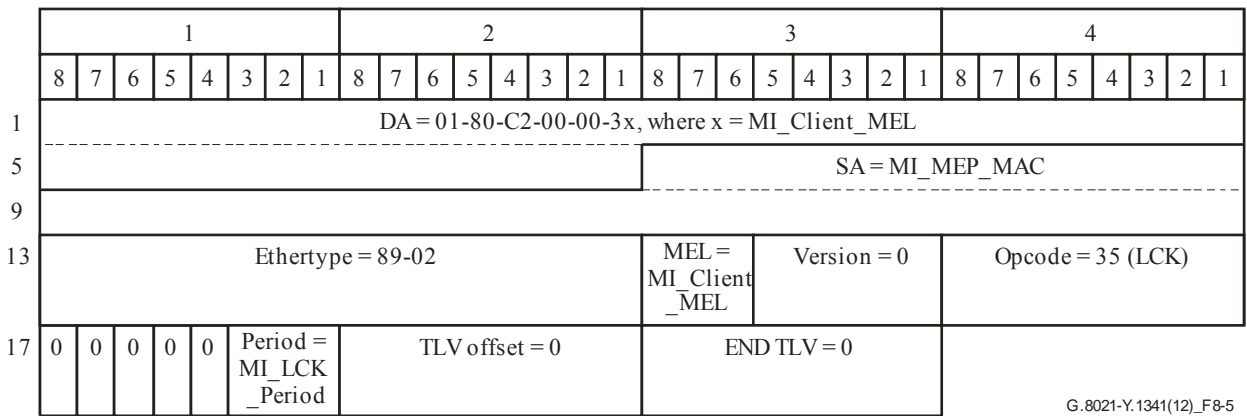 1 2 3 4
8 7 6 5 4 3 2 1 8 7 6 5 4 3 2 1 8 7 6 5 4 3 2 1 8 7 6 5 4 3 2 1
1 DA = 01-80-C2-00-00-3x, where x = MI_Client_MEL
5 SA = MI_MEP_MAC
9
13 Ethertype = 89-02 MEL = MI_Client_MEL Version = 0 Opcode = 35 (LCK)
17 0 0 0 0 0 Period = MI_LCK_Period TLV offset = 0 END TLV = 0
G.8021-Y.1341(12)_F8-5